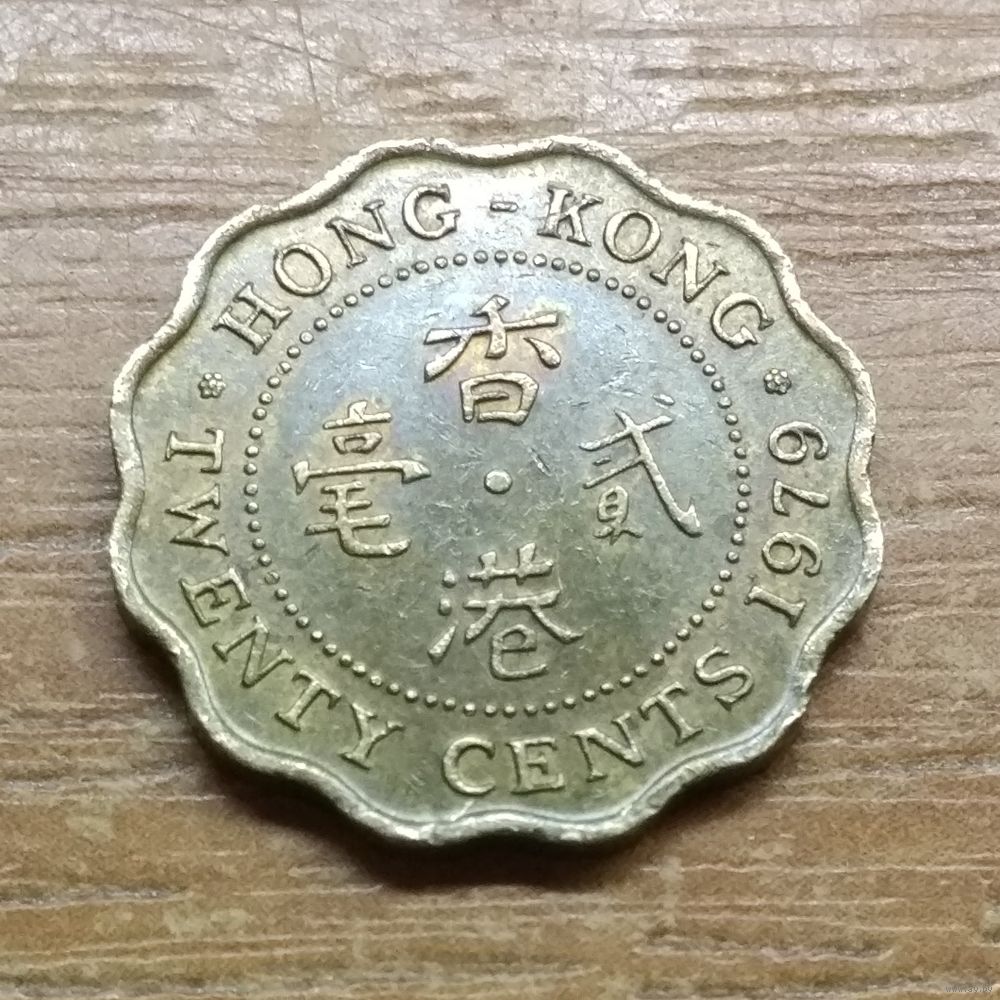 HONG-KONG
香
毫 · 貳
港
TWENTY CENTS 1979